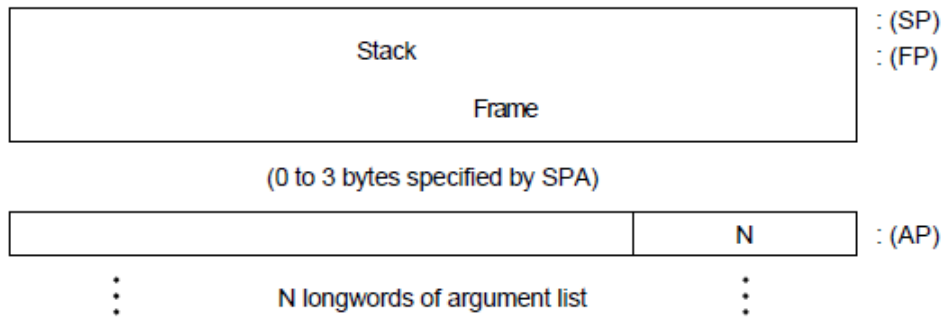 : (SP)
Stack : (FP)
Frame
(0 to 3 bytes specified by SPA)
N : (AP)
N longwords of argument list